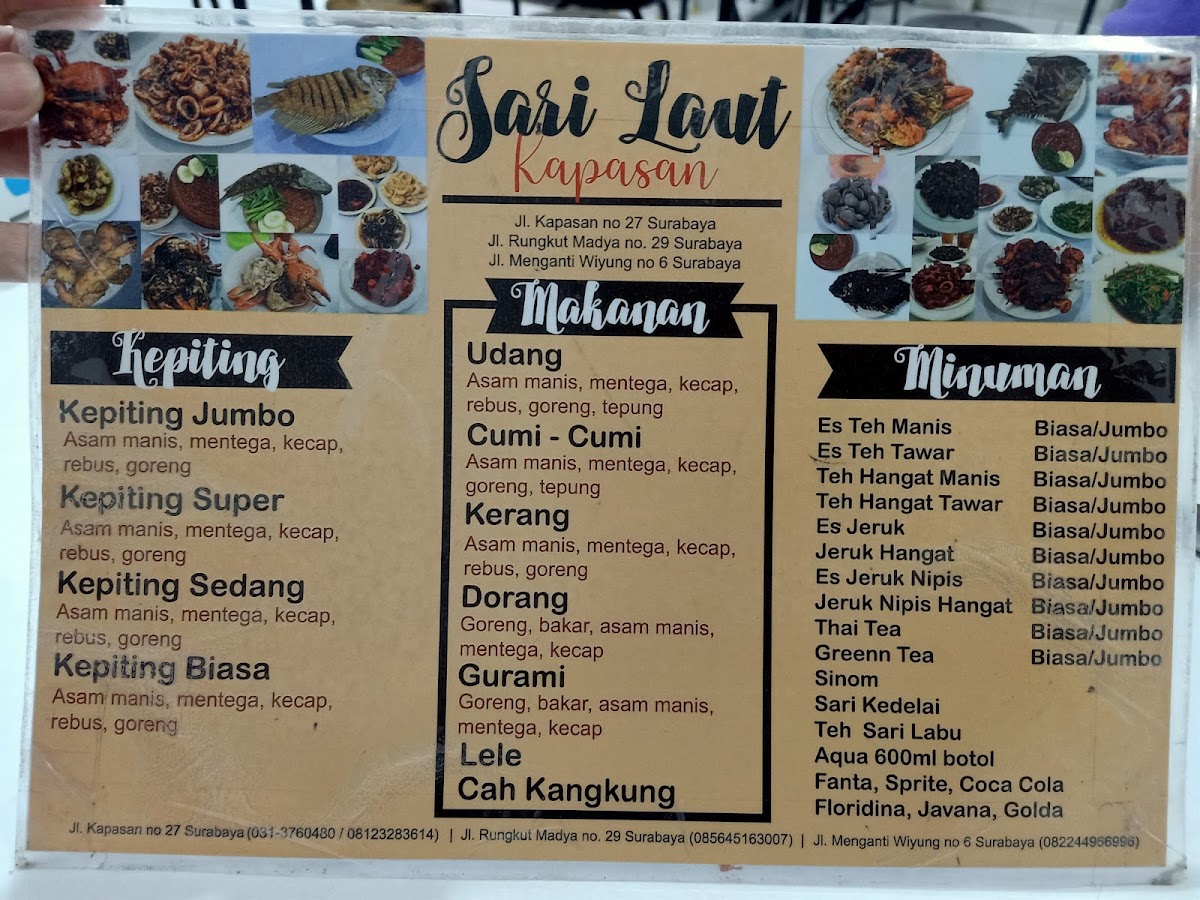 Sari Laut
Kapasan
Jl. Kapasan no 27 Surabaya
Jl. Rungkut Madya no. 29 Surabaya
Jl. Menganti Wiyung no 6 Surabaya
Kepiting
Kepiting Jumbo
Asam manis, mentega, kecap,
rebus, goreng
Kepiting Super
Asam manis, mentega, kecap,
rebus, goreng
Kepiting Sedang
Asam manis, mentega, kecap,
rebus, goreng
Kepiting Biasa
Asam manis, mentega, kecap,
rebus, goreng
Makanan
Udang
Asam manis, mentega, kecap,
rebus, goreng, tepung
Cumi - Cumi
Asam manis, mentega, kecap,
goreng, tepung
Kerang
Asam manis, mentega, kecap,
rebus, goreng
Dorang
Goreng, bakar, asam manis,
mentega, kecap
Gurami
Goreng, bakar, asam manis,
mentega, kecap
Lele
Cah Kangkung
Minuman
Es Teh Manis Biasa/Jumbo
Es Teh Tawar Biasa/Jumbo
Teh Hangat Manis Biasa/Jumbo
Teh Hangat Tawar Biasa/Jumbo
Es Jeruk Biasa/Jumbo
Jeruk Hangat Biasa/Jumbo
Es Jeruk Nipis Biasa/Jumbo
Jeruk Nipis Hangat Biasa/Jumbo
Thai Tea Biasa/Jumbo
Greenn Tea Biasa/Jumbo
Sinom
Sari Kedelai
Teh Sari Labu
Aqua 600ml botol
Fanta, Sprite, Coca Cola
Floridina, Javana, Golda
Jl. Kapasan no 27 Surabaya (031-3760480 / 08123283614) | Jl. Rungkut Madya no. 29 Surabaya (085645163007) | Jl. Menganti Wiyung no 6 Surabaya (082244966996)